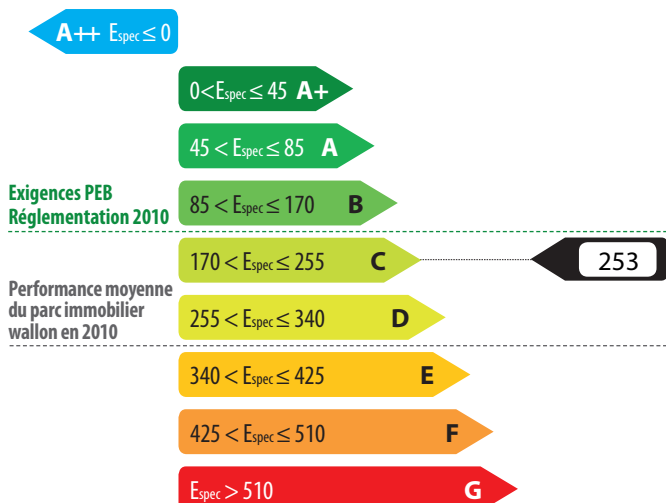 A++ Espec ≤ 0
0<Espec ≤ 45 A+
45 < Espec ≤ 85 A
Exigences PEB
Réglementation 2010
85 < Espec ≤ 170 B
170 < Espec ≤ 255 C
253
Performance moyenne
du parc immobilier
wallon en 2010
255 < Espec ≤ 340 D
340 < Espec ≤ 425 E
425 < Espec ≤ 510 F
Espec > 510 G